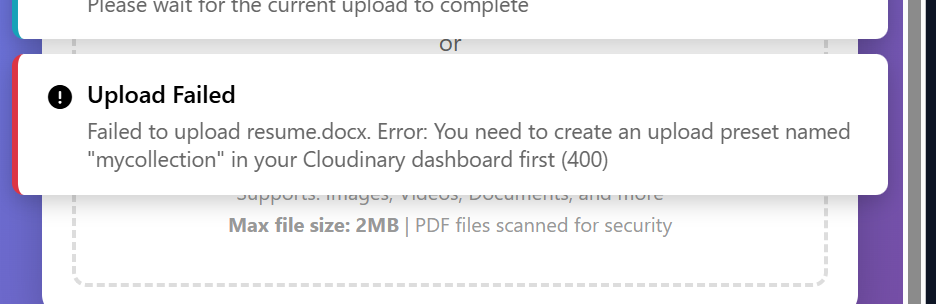 Please wait for the current upload to complete
or
Upload Failed
Failed to upload resume.docx. Error: You need to create an upload preset named
"mycollection" in your Cloudinary dashboard first (400)
Supports: Images, Videos, Documents, and more
Max file size: 2MB | PDF files scanned for security